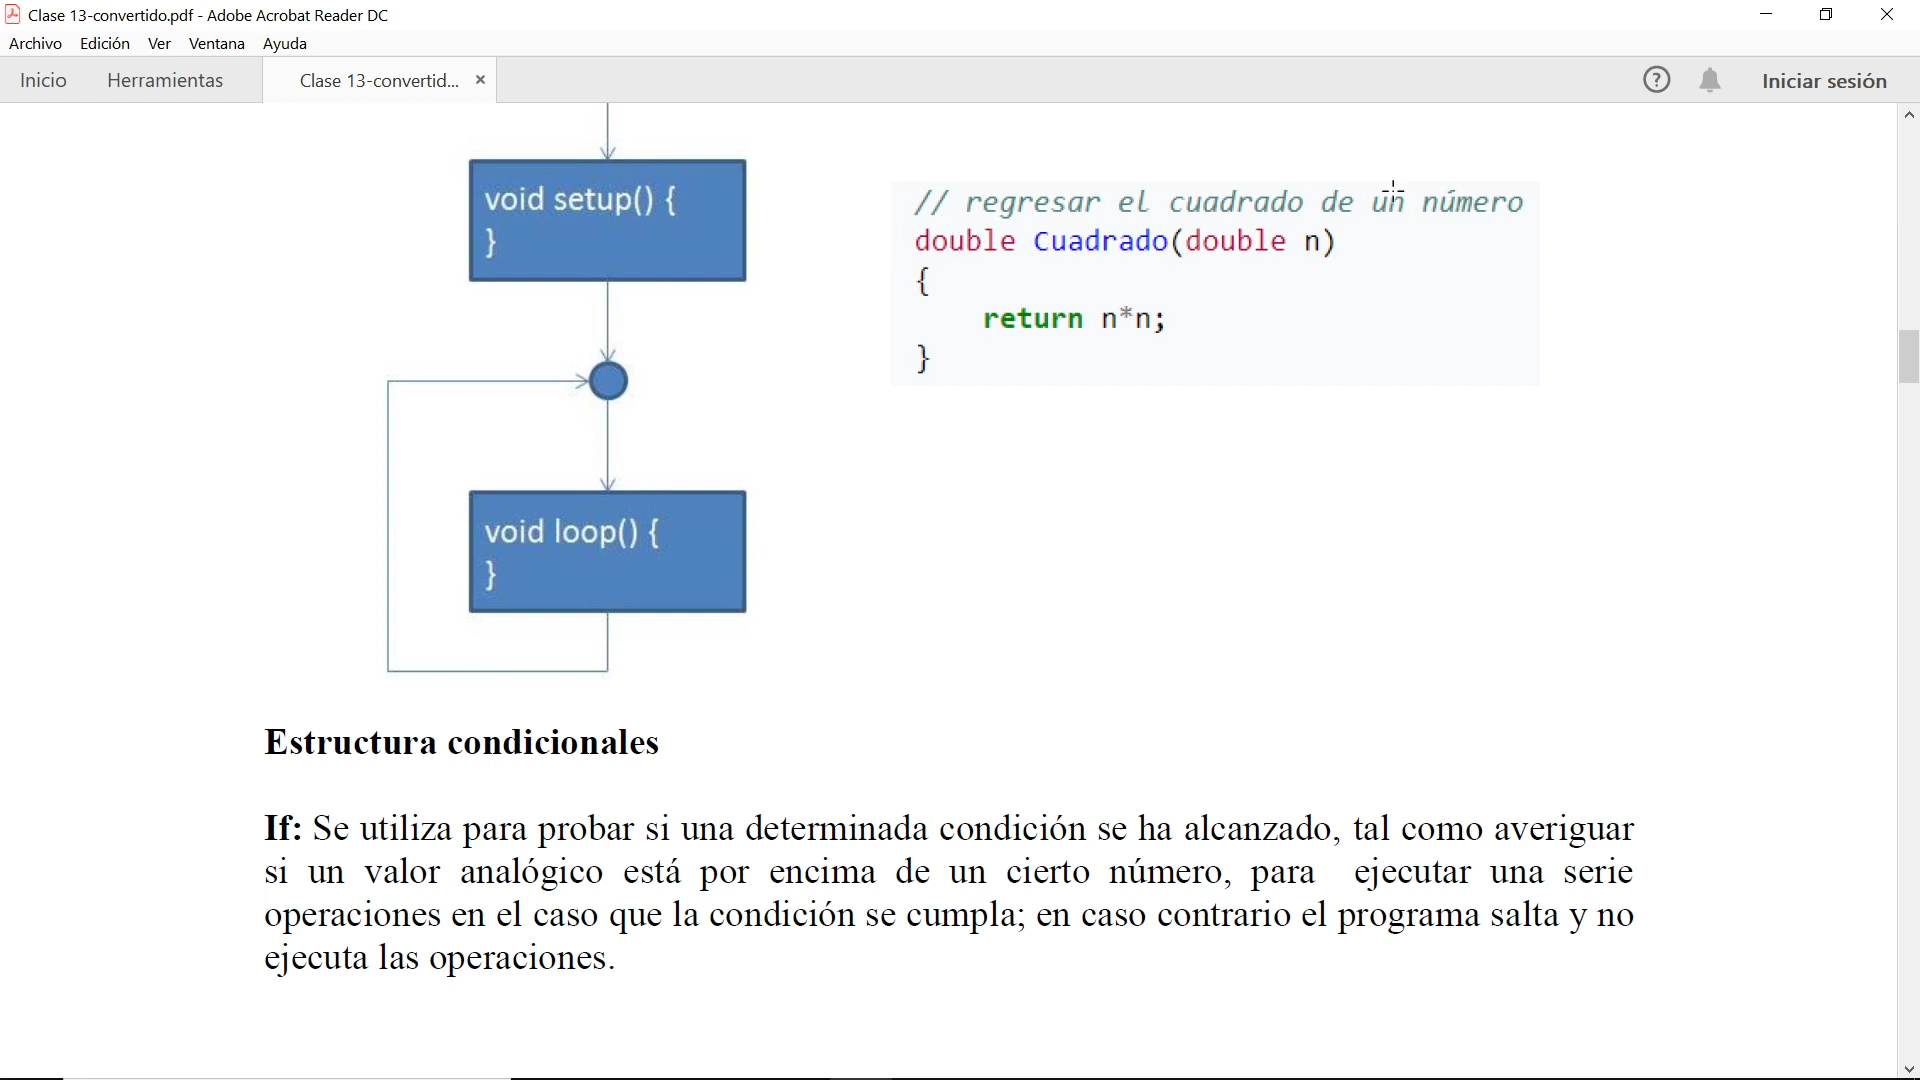 Clase 13-convertido.pdf - Adobe Acrobat Reader DC
Archivo Edición Ver Ventana Ayuda
Inicio Herramientas Clase 13-convertid... × ? Iniciar sesión
void setup() {
}
// regresar el cuadrado de un número
double Cuadrado(double n)
{
return n*n;
}
void loop() {
}
Estructura condicionales
If: Se utiliza para probar si una determinada condición se ha alcanzado, tal como averiguar
si un valor analógico está por encima de un cierto número, para ejecutar una serie
operaciones en el caso que la condición se cumpla; en caso contrario el programa salta y no
ejecuta las operaciones.